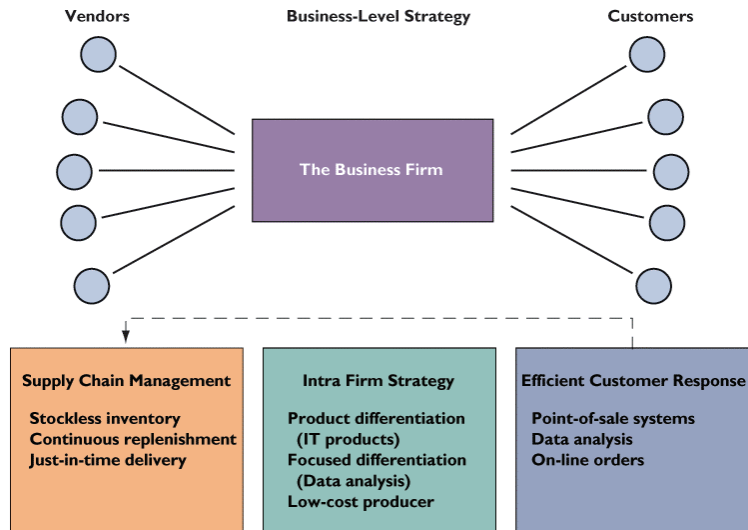 Vendors
Business-Level Strategy
Customers
The Business Firm
Supply Chain Management
Stockless inventory
Continuous replenishment
Just-in-time delivery
Intra Firm Strategy
Product differentiation
(IT products)
Focused differentiation
(Data analysis)
Low-cost producer
Efficient Customer Response
Point-of-sale systems
Data analysis
On-line orders